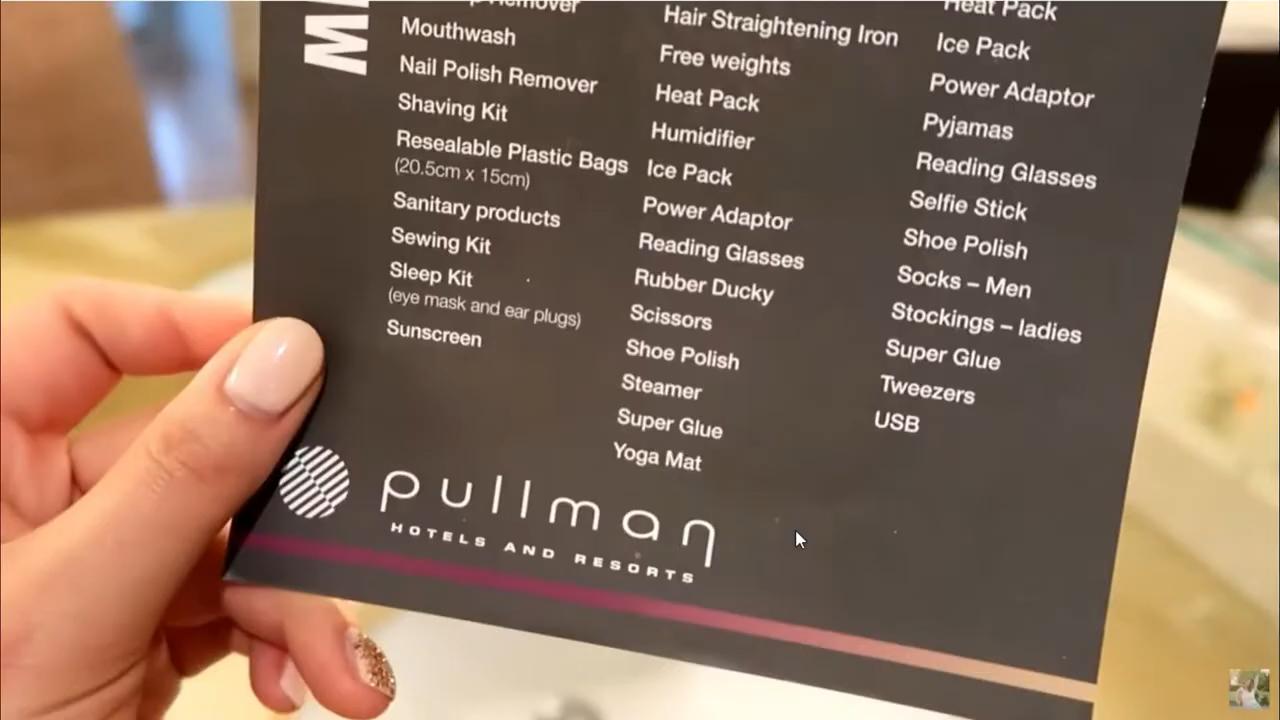 Remover
Mouthwash
Nail Polish Remover
Shaving Kit
Resealable Plastic Bags
(20.5cm x 15cm)
Sanitary products
Sewing Kit
Sleep Kit
(eye mask and ear plugs)
Sunscreen
Hair Straightening Iron
Free weights
Heat Pack
Humidifier
Ice Pack
Power Adaptor
Reading Glasses
Rubber Ducky
Scissors
Shoe Polish
Steamer
Super Glue
Yoga Mat
Heat Pack
Ice Pack
Power Adaptor
Pyjamas
Reading Glasses
Selfie Stick
Shoe Polish
Socks – Men
Stockings – ladies
Super Glue
Tweezers
USB
pullman
HOTELS AND RESORTS